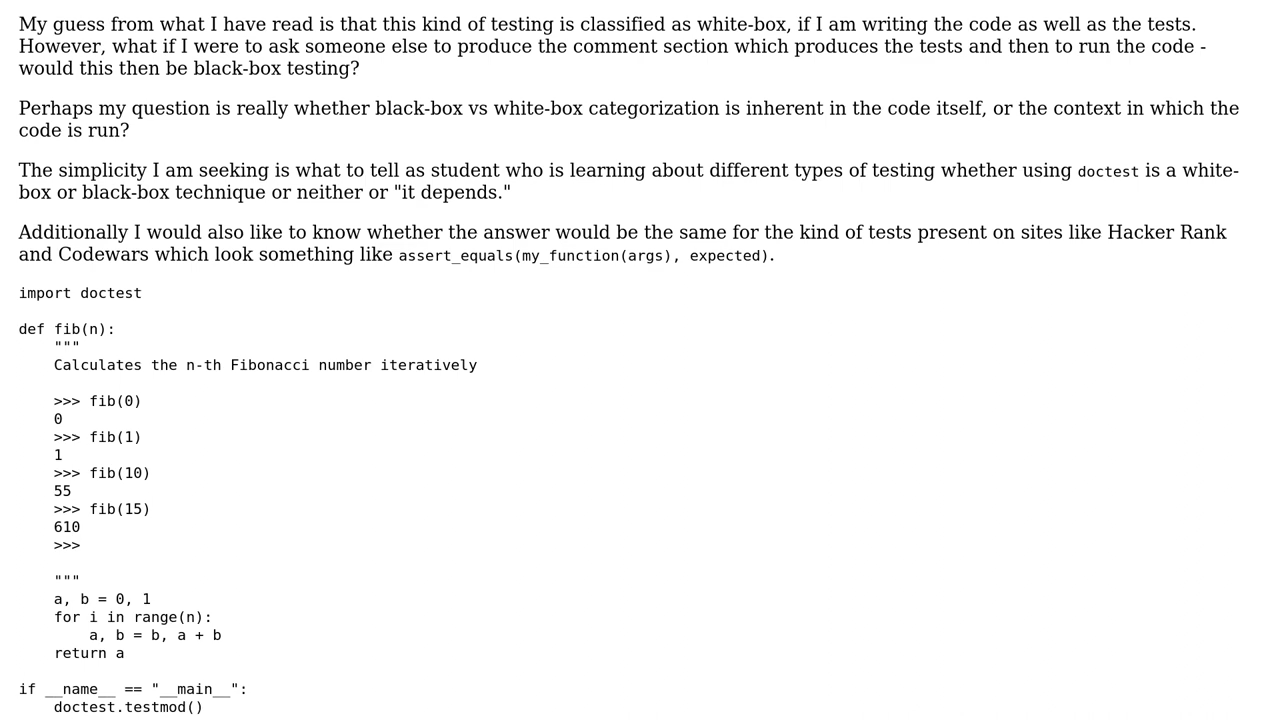 My guess from what I have read is that this kind of testing is classified as white-box, if I am writing the code as well as the tests.
However, what if I were to ask someone else to produce the comment section which produces the tests and then to run the code -
would this then be black-box testing?
Perhaps my question is really whether black-box vs white-box categorization is inherent in the code itself, or the context in which the
code is run?
The simplicity I am seeking is what to tell as student who is learning about different types of testing whether using doctest is a white-
box or black-box technique or neither or "it depends."
Additionally I would also like to know whether the answer would be the same for the kind of tests present on sites like Hacker Rank
and Codewars which look something like assert_equals(my_function(args), expected).
import doctest
def fib(n):
    """
    Calculates the n-th Fibonacci number iteratively
    >>> fib(0)
    0
    >>> fib(1)
    1
    >>> fib(10)
    55
    >>> fib(15)
    610
    >>>
    """
    a, b = 0, 1
    for i in range(n):
        a, b = b, a + b
    return a
if __name__ == "__main__":
    doctest.testmod()